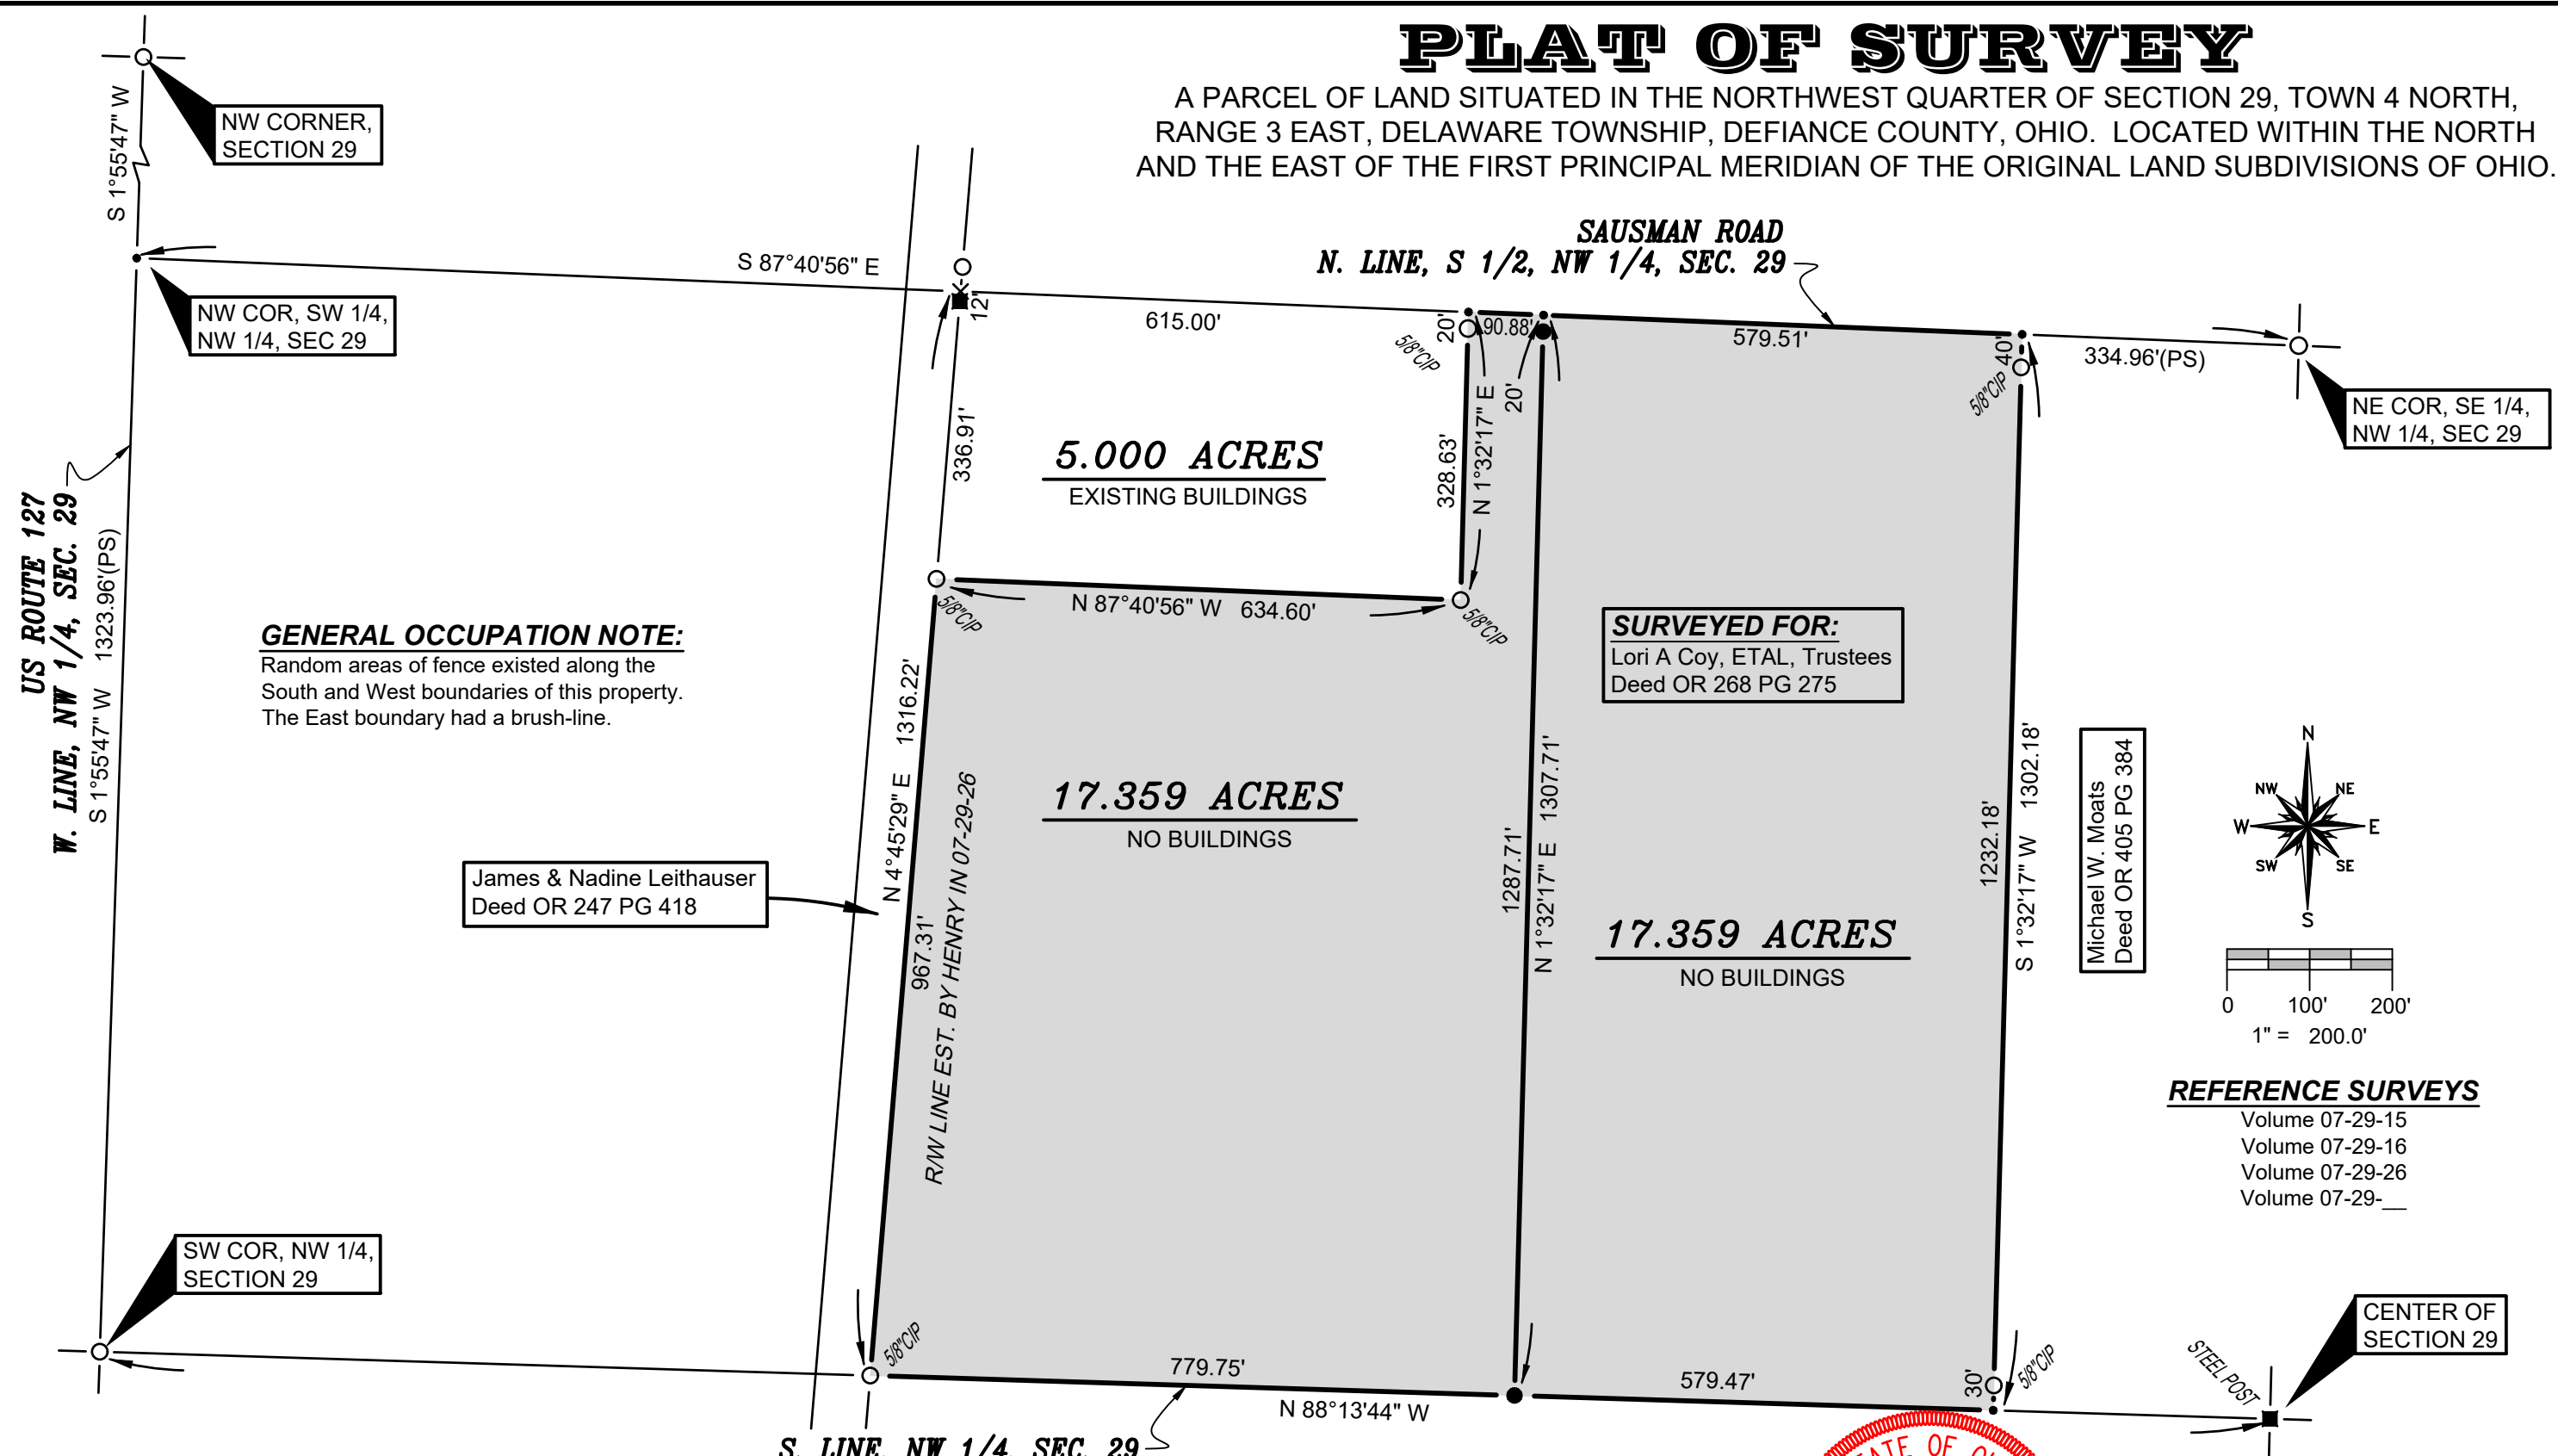 PLAT OF SURVEY
A PARCEL OF LAND SITUATED IN THE NORTHWEST QUARTER OF SECTION 29, TOWN 4 NORTH,
RANGE 3 EAST, DELAWARE TOWNSHIP, DEFIANCE COUNTY, OHIO. LOCATED WITHIN THE NORTH
AND THE EAST OF THE FIRST PRINCIPAL MERIDIAN OF THE ORIGINAL LAND SUBDIVISIONS OF OHIO.
NW CORNER,
SECTION 29
S 1°55'47" W
SAUSMAN ROAD
N. LINE, S 1/2, NW 1/4, SEC. 29
S 87°40'56" E
NW COR, SW 1/4,
NW 1/4, SEC 29
12'
615.00'
20'
90.88'
579.51'
40'
334.96'(PS)
5/8"CIP
20'
5/8"CIP
NE COR, SE 1/4,
NW 1/4, SEC 29
336.91'
5.000 ACRES
EXISTING BUILDINGS
328.63'
N 1°32'17" E
US ROUTE 127
W. LINE, NW 1/4, SEC. 29
S 1°55'47" W 1323.96'(PS)
5/8"CIP
N 87°40'56" W 634.60'
5/8"CIP
GENERAL OCCUPATION NOTE:
Random areas of fence existed along the
South and West boundaries of this property.
The East boundary had a brush-line.
SURVEYED FOR:
Lori A Coy, ETAL, Trustees
Deed OR 268 PG 275
N 4°45'29" E 1316.22'
967.31'
R/W LINE EST. BY HENRY IN 07-29-26
17.359 ACRES
NO BUILDINGS
1287.71'
N 1°32'17" E 1307.71'
17.359 ACRES
NO BUILDINGS
1232.18'
S 1°32'17" W 1302.18'
Michael W. Moats
Deed OR 405 PG 384
James & Nadine Leithauser
Deed OR 247 PG 418
N
NW
NE
W
E
SW
SE
S
0 100' 200'
1" = 200.0'
REFERENCE SURVEYS
Volume 07-29-15
Volume 07-29-16
Volume 07-29-26
Volume 07-29-__
SW COR, NW 1/4,
SECTION 29
5/8"CIP
779.75'
579.47'
30'
5/8"CIP
STEEL POST
CENTER OF
SECTION 29
N 88°13'44" W
S. LINE, NW 1/4, SEC. 29